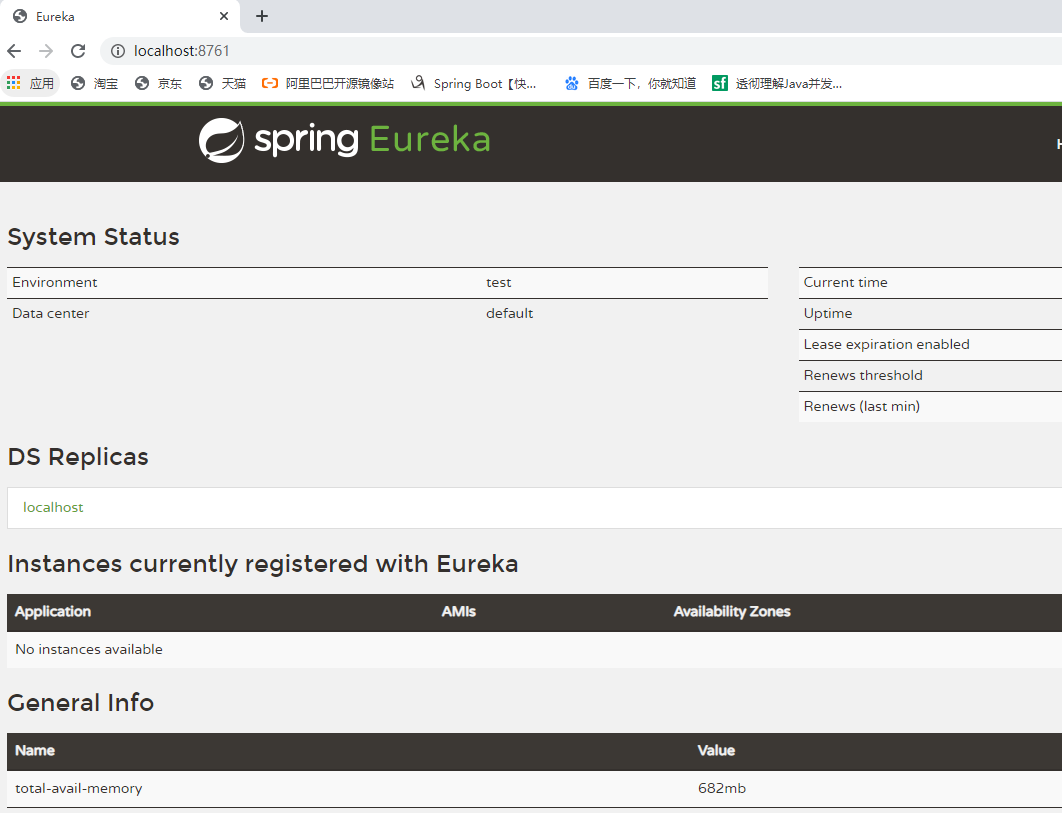 Eureka
localhost:8761
应用 淘宝 京东 天猫 阿里巴巴开源镜像站 Spring Boot【快... 百度一下，你就知道 sf 透彻理解Java并发...
spring Eureka
System Status
Environment test
Data center default
Current time
Uptime
Lease expiration enabled
Renews threshold
Renews (last min)
DS Replicas
localhost
Instances currently registered with Eureka
Application AMIs Availability Zones
No instances available
General Info
Name Value
total-avail-memory 682mb